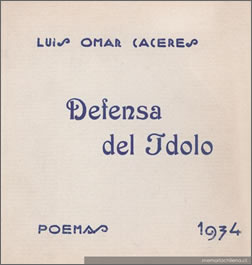 LUIS OMAR CACERES
Defensa
del Idolo
POEMAS
1934
memoriachilena.cl